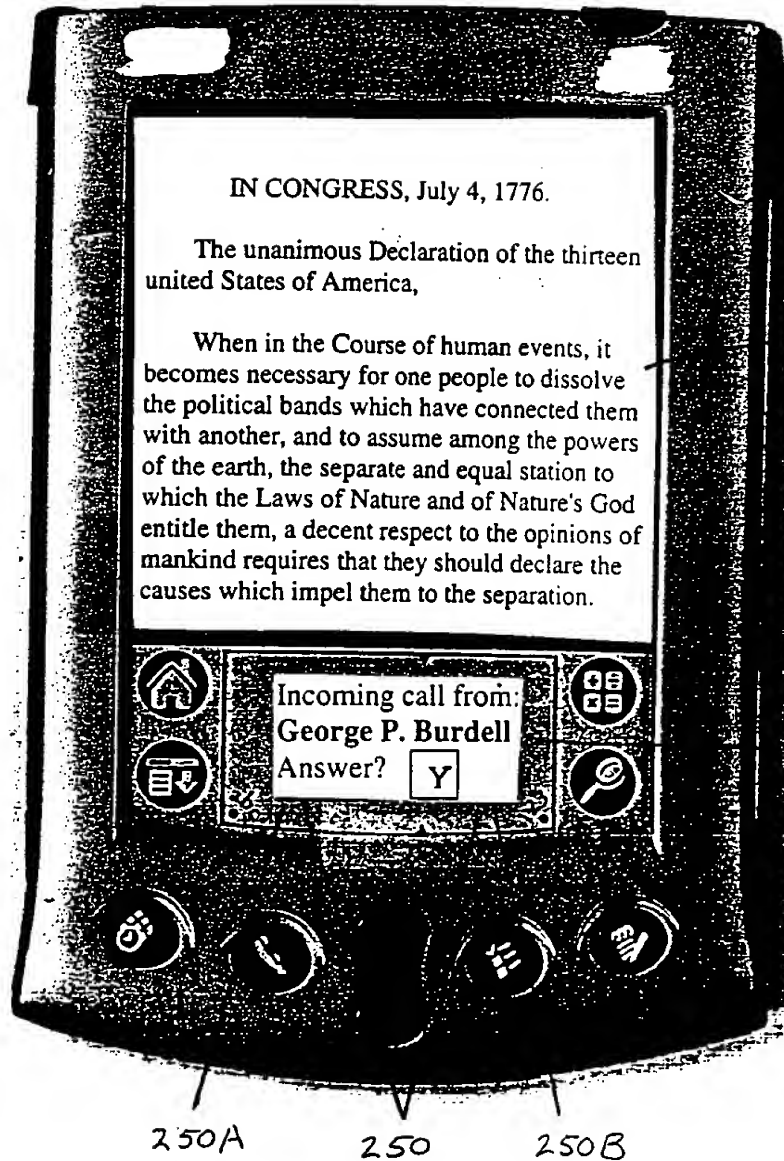 IN CONGRESS, July 4, 1776.
The unanimous Declaration of the thirteen
united States of America,
When in the Course of human events, it
becomes necessary for one people to dissolve
the political bands which have connected them
with another, and to assume among the powers
of the earth, the separate and equal station to
which the Laws of Nature and of Nature's God
entitle them, a decent respect to the opinions of
mankind requires that they should declare the
causes which impel them to the separation.
Incoming call from:
George P. Burdell
Answer? Y
250A 250 250B